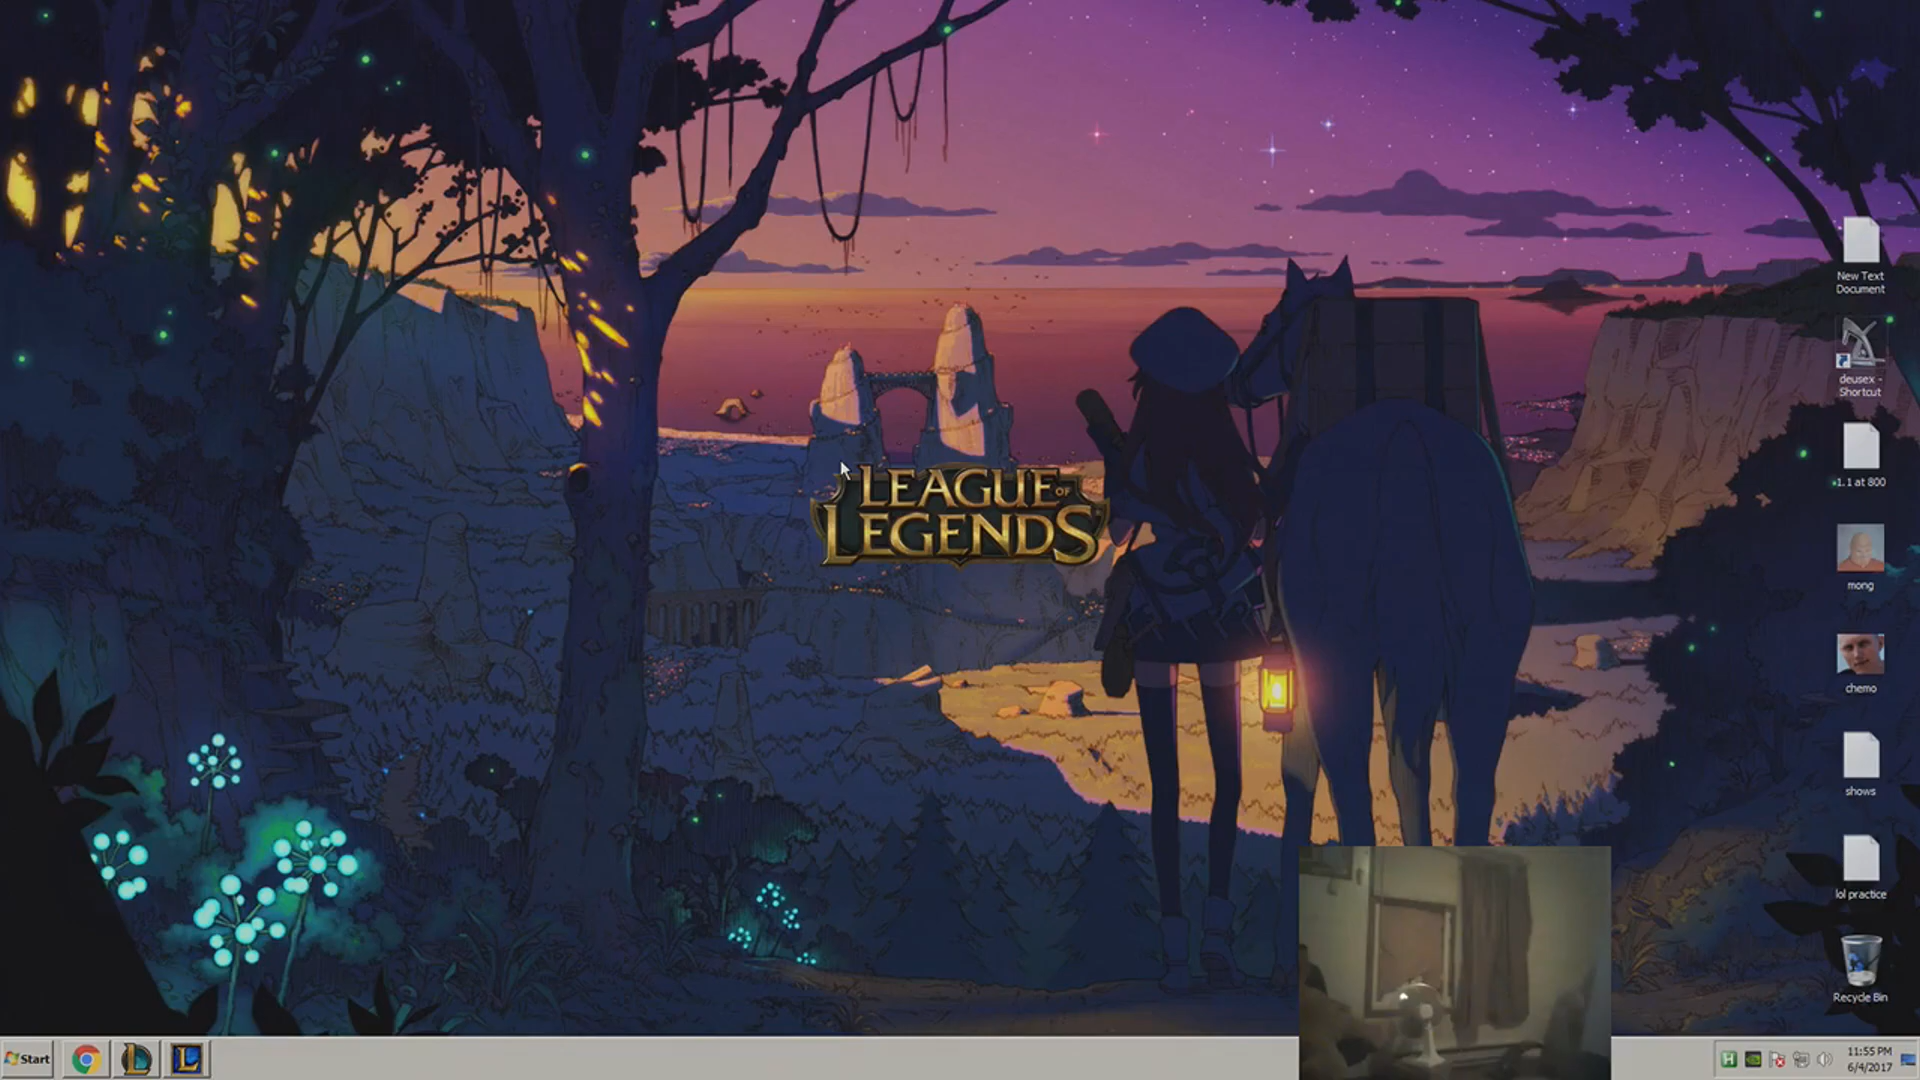 New Text
Document
deusex -
Shortcut
1.1 at 800
LEAGUE OF
LEGENDS
mong
chemo
shows
lol practice
Recycle Bin
Start
11:55 PM
6/4/2017